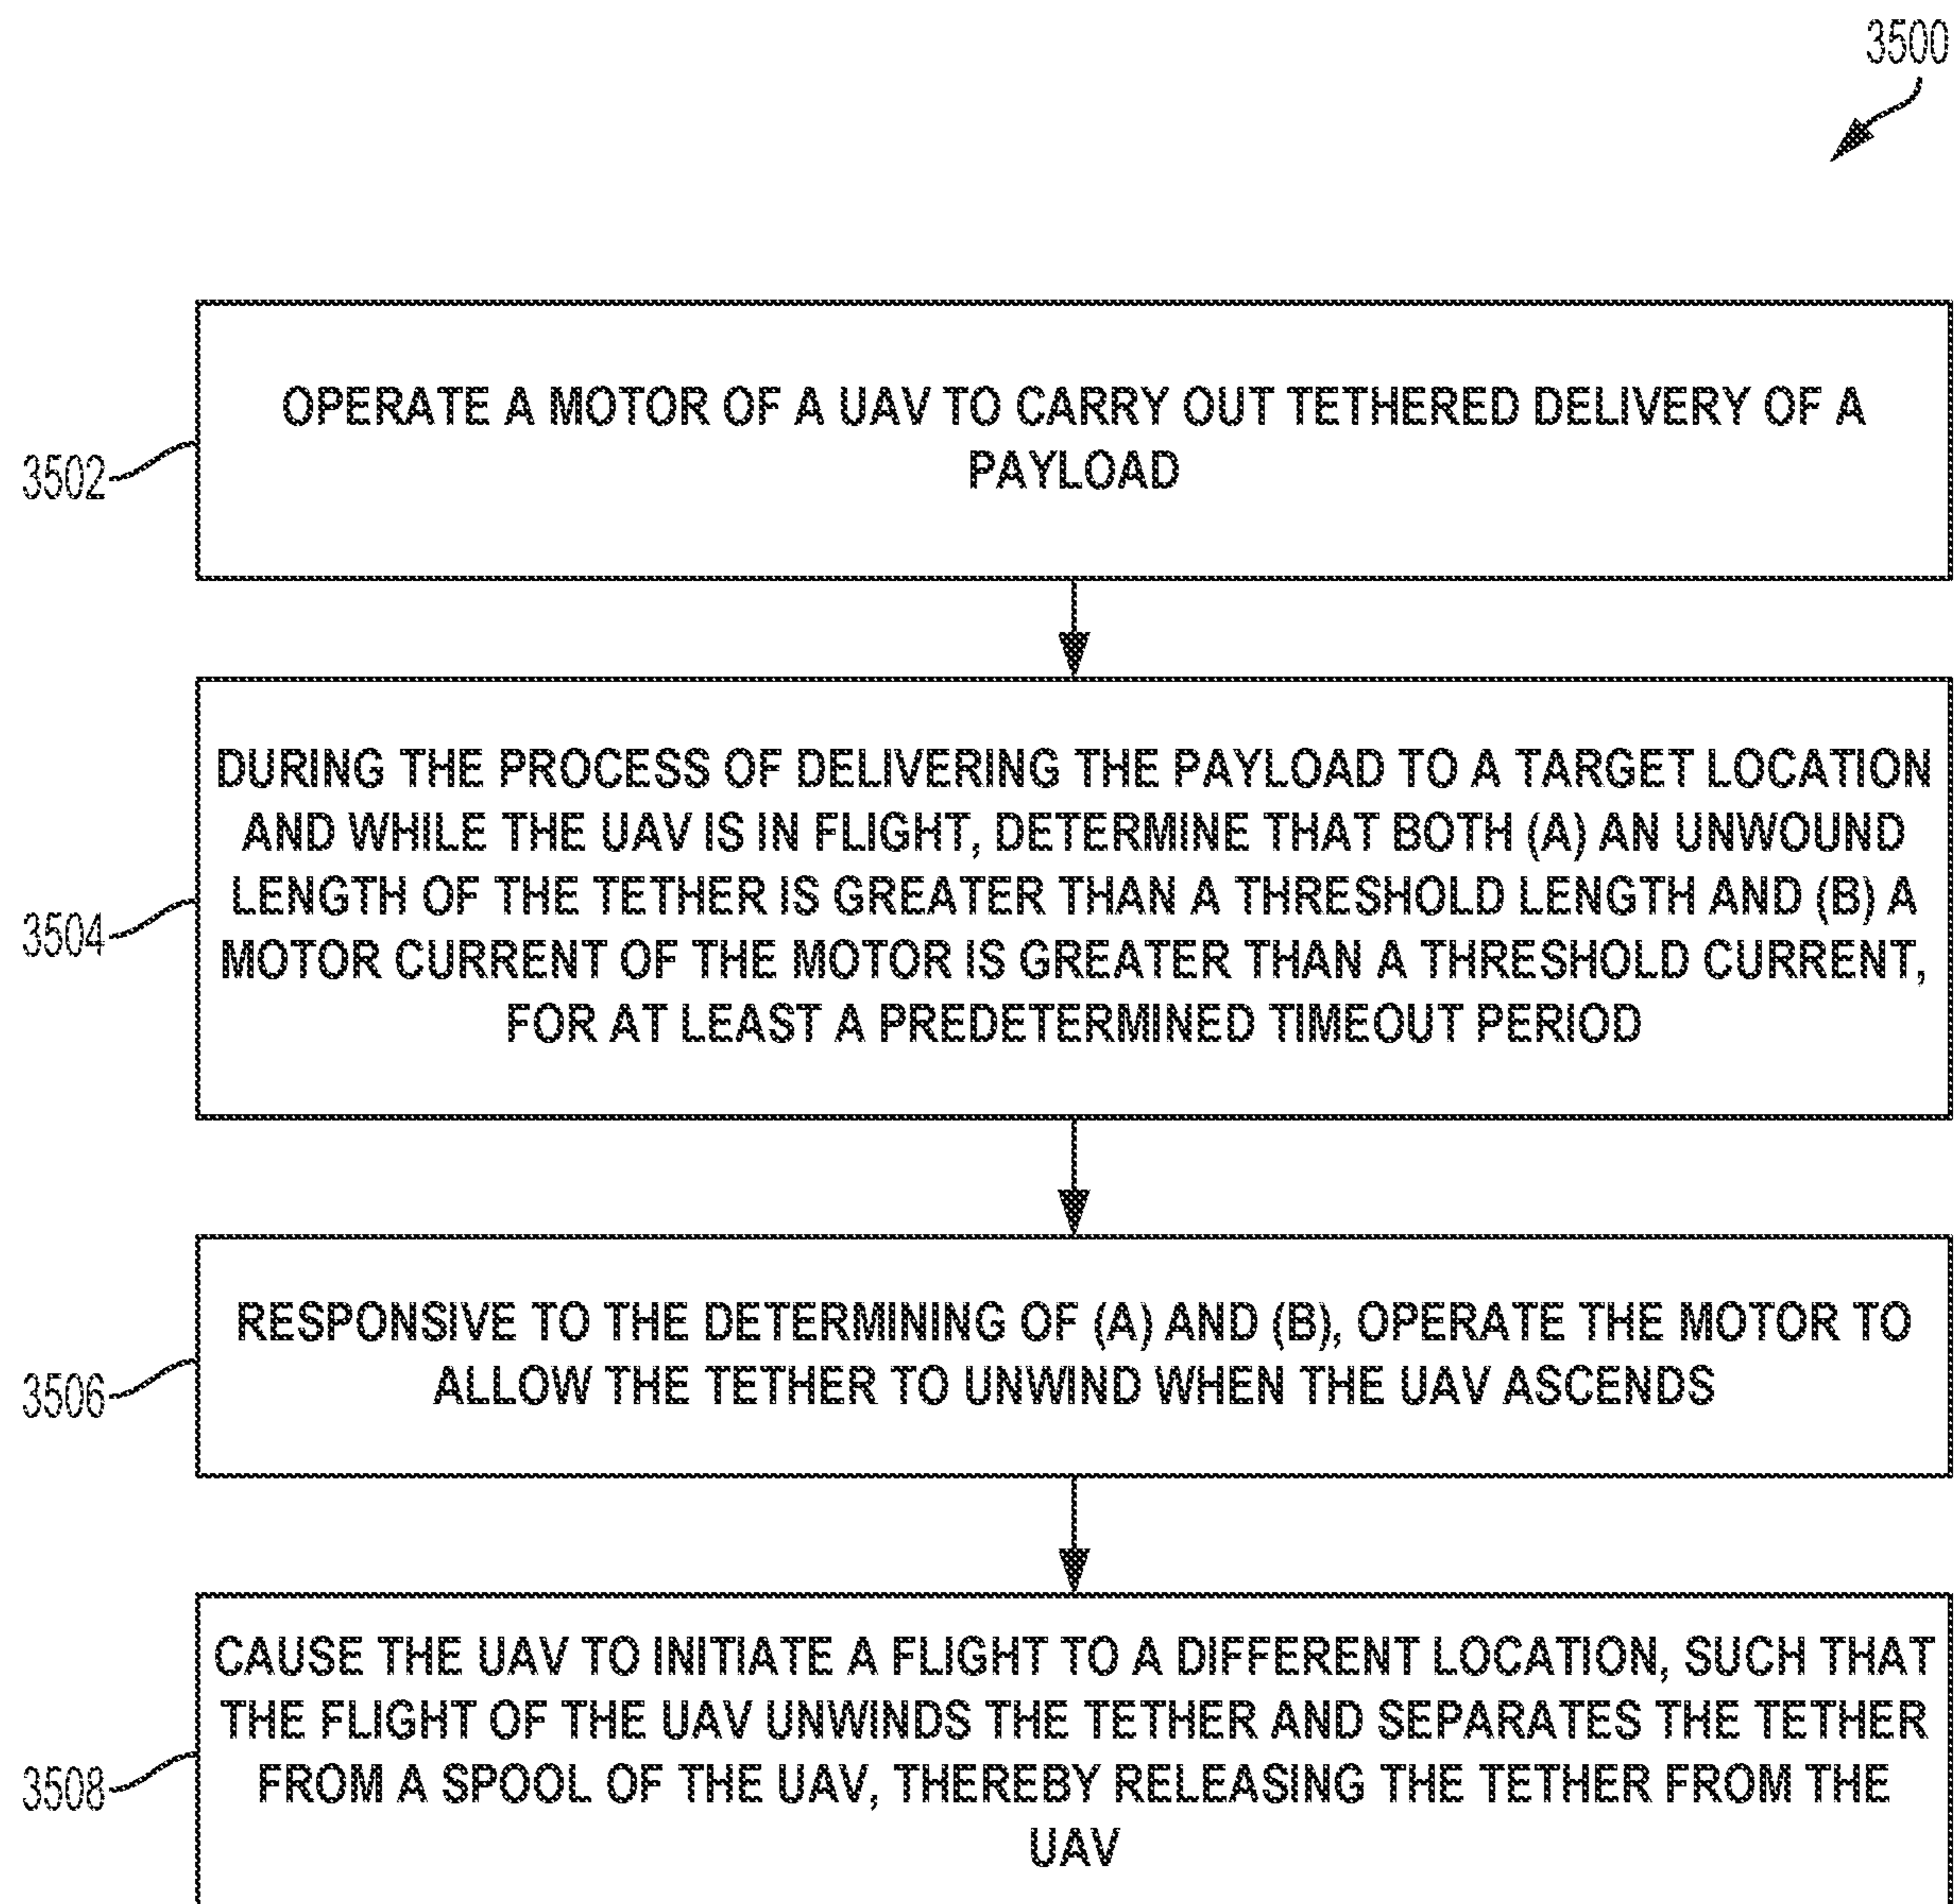 3500
OPERATE A MOTOR OF A UAV TO CARRY OUT TETHERED DELIVERY OF A
PAYLOAD
3502
DURING THE PROCESS OF DELIVERING THE PAYLOAD TO A TARGET LOCATION
AND WHILE THE UAV IS IN FLIGHT, DETERMINE THAT BOTH (A) AN UNWOUND
LENGTH OF THE TETHER IS GREATER THAN A THRESHOLD LENGTH AND (B) A
MOTOR CURRENT OF THE MOTOR IS GREATER THAN A THRESHOLD CURRENT,
FOR AT LEAST A PREDETERMINED TIMEOUT PERIOD
3504
RESPONSIVE TO THE DETERMINING OF (A) AND (B), OPERATE THE MOTOR TO
ALLOW THE TETHER TO UNWIND WHEN THE UAV ASCENDS
3506
CAUSE THE UAV TO INITIATE A FLIGHT TO A DIFFERENT LOCATION, SUCH THAT
THE FLIGHT OF THE UAV UNWINDS THE TETHER AND SEPARATES THE TETHER
FROM A SPOOL OF THE UAV, THEREBY RELEASING THE TETHER FROM THE
UAV
3508